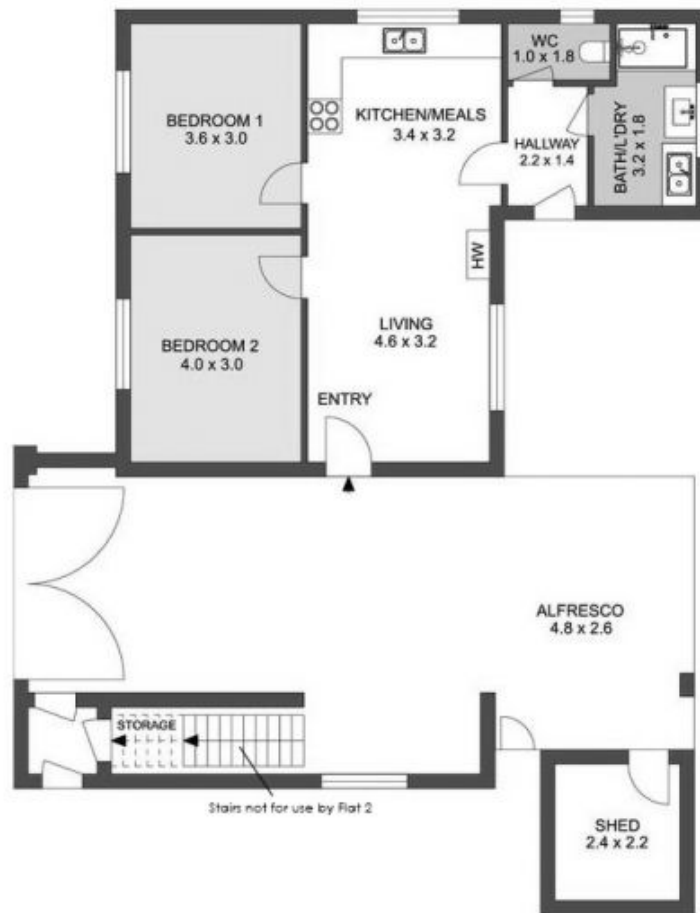 WC
1.0 x 1.8
BEDROOM 1
3.6 x 3.0
KITCHEN/MEALS
3.4 x 3.2
HALLWAY
2.2 x 1.4
BATH/L'DRY
3.2 x 1.8
HW
BEDROOM 2
4.0 x 3.0
LIVING
4.6 x 3.2
ENTRY
ALFRESCO
4.8 x 2.6
STORAGE
Stairs not for use by Flat 2
SHED
2.4 x 2.2